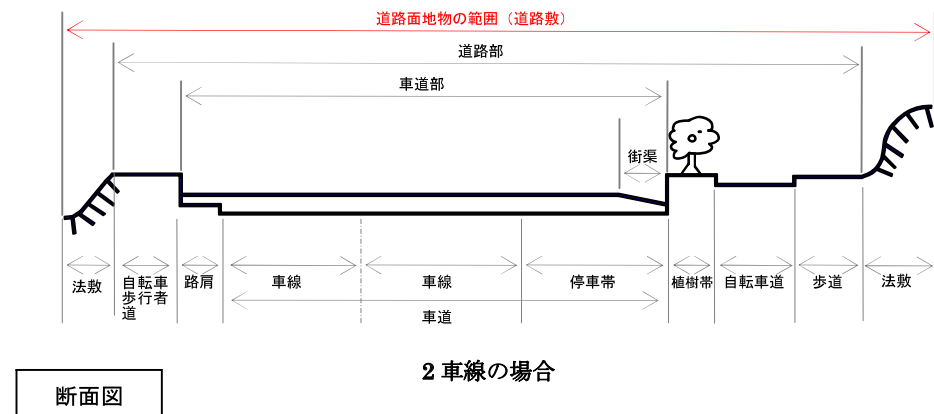 道路面地物の範囲（道路敷）
道路部
車道部
街渠
法敷
自転車
歩行者
道
路肩
車線
車線
停車帯
植樹帯
自転車道
歩道
法敷
車道
2 車線の場合
断面図